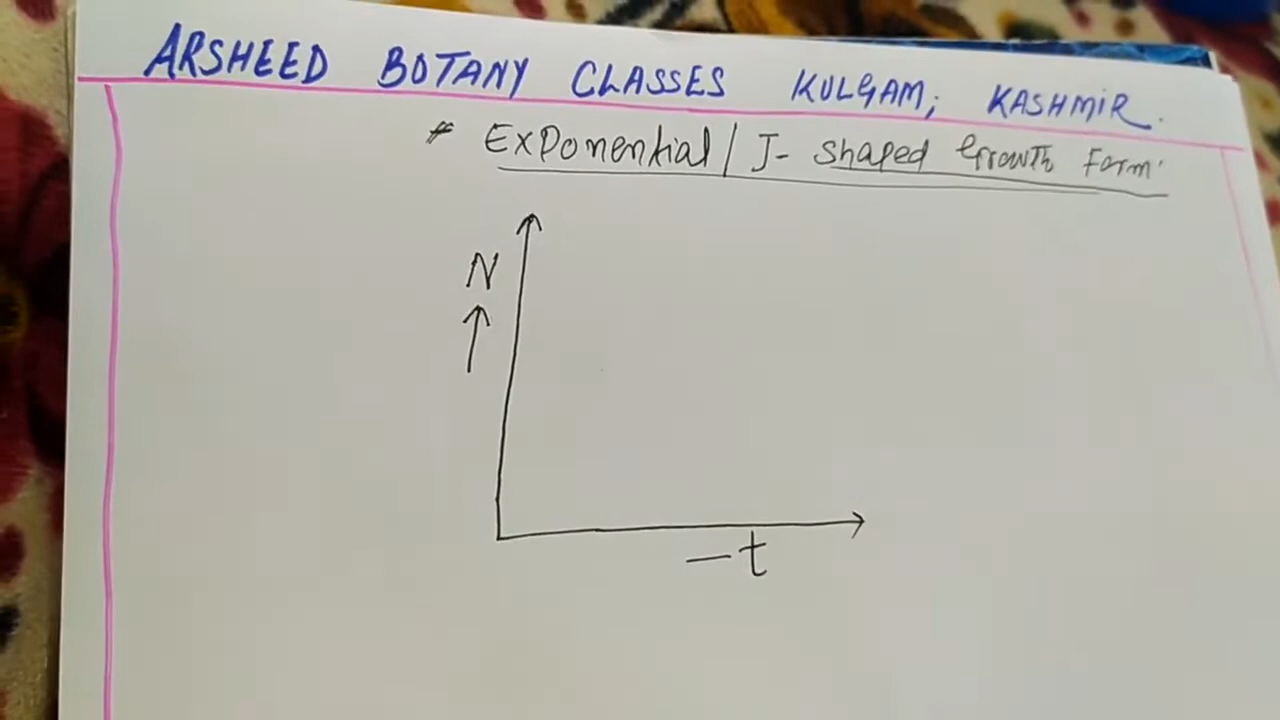 ARSHEED BOTANY CLASSES KULGAM; KASHMIR.
* Exponential / J- shaped Growth Form
N
t